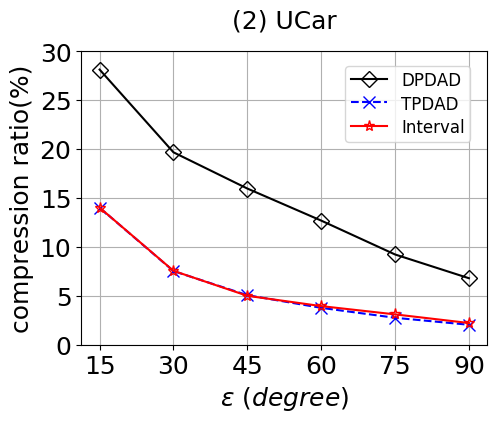 (2) UCar
compression ratio(%)
30
25
20
15
10
5
0
DPDAD
TPDAD
Interval
15 30 45 60 75 90
ε (degree)